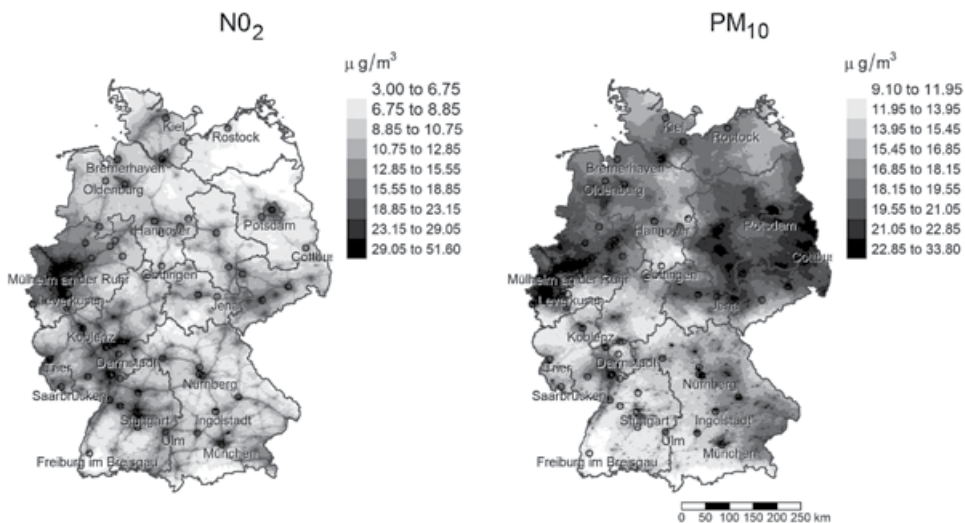 N0₂
μ g/m³
3.00 to 6.75
6.75 to 8.85
8.85 to 10.75
10.75 to 12.85
12.85 to 15.55
15.55 to 18.85
18.85 to 23.15
23.15 to 29.05
29.05 to 51.60
Kiel
Rostock
Bremerhaven
Oldenburg
Hannover
Potsdam
Göttingen
Cottbus
Mülheim an der Ruhr
Leverkusen
Jena
Koblenz
Trier
Darmstadt
Saarbrücken
Nürnberg
Stuttgart
Ingolstadt
Ulm
München
Freiburg im Breisgau
PM₁₀
μ g/m³
9.10 to 11.95
11.95 to 13.95
13.95 to 15.45
15.45 to 16.85
16.85 to 18.15
18.15 to 19.55
19.55 to 21.05
21.05 to 22.85
22.85 to 33.80
Kiel
Rostock
Bremerhaven
Oldenburg
Hannover
Potsdam
Göttingen
Cottbus
Mülheim an der Ruhr
Leverkusen
Jena
Koblenz
Trier
Darmstadt
Saarbrücken
Nürnberg
Stuttgart
Ingolstadt
Ulm
München
Freiburg im Breisgau
0 50 100 150 200 250 km